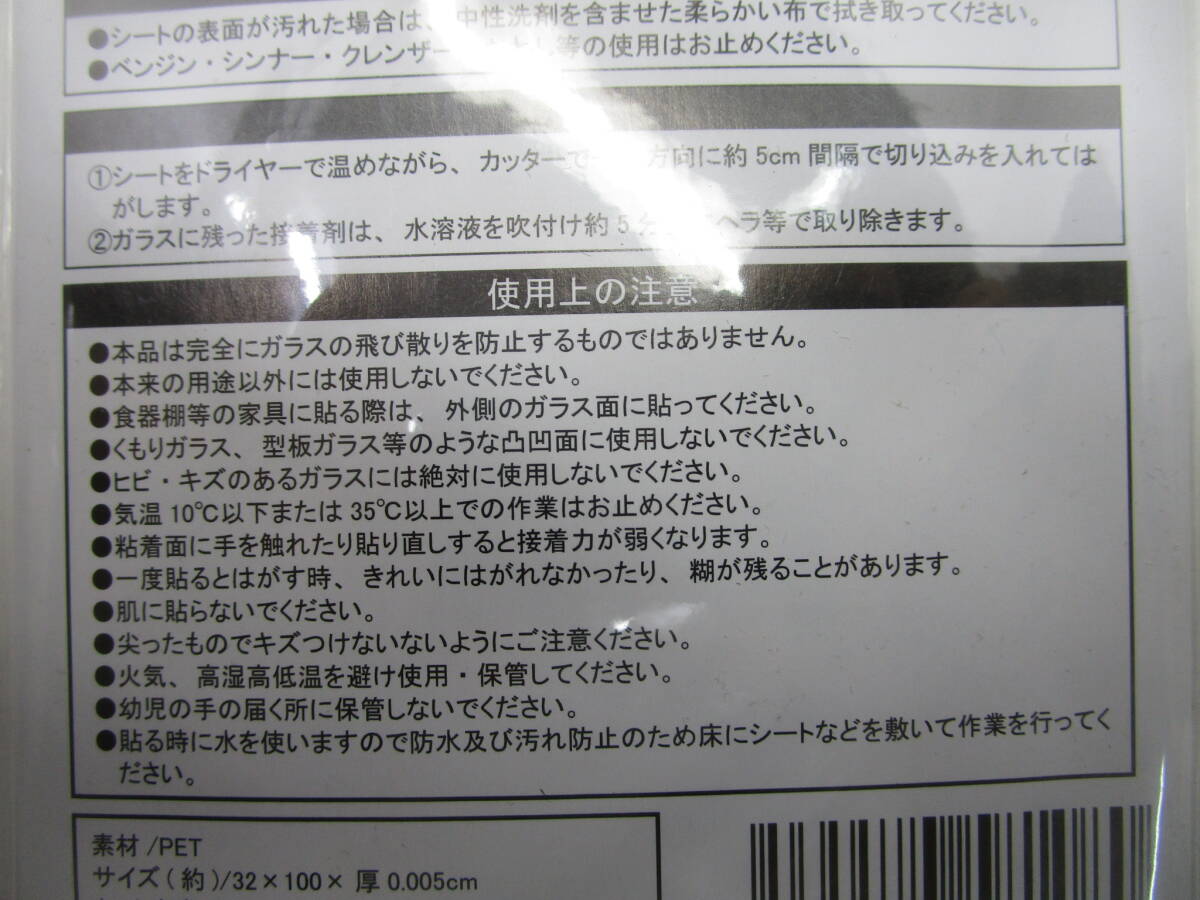 ●シートの表面が汚れた場合は、中性洗剤を含ませた柔らかい布で拭き取ってください。
●ベンジン・シンナー・クレンザー 等の使用はお止めください。
①シートをドライヤーで温めながら、カッターで 方向に約5cm間隔で切り込みを入れては
がします。
②ガラスに残った接着剤は、水溶液を吹付け約5分 ヘラ等で取り除きます。
使用上の注意
●本品は完全にガラスの飛び散りを防止するものではありません。
●本来の用途以外には使用しないでください。
●食器棚等の家具に貼る際は、外側のガラス面に貼ってください。
●くもりガラス、型板ガラス等のような凸凹面に使用しないでください。
●ヒビ・キズのあるガラスには絶対に使用しないでください。
●気温10℃以下または35℃以上での作業はお止めください。
●粘着面に手を触れたり貼り直しすると接着力が弱くなります。
●一度貼るとはがす時、きれいにはがれなかったり、糊が残ることがあります。
●肌に貼らないでください。
●尖ったものでキズつけないないようにご注意ください。
●火気、高湿高低温を避け使用・保管してください。
●幼児の手の届く所に保管しないでください。
●貼る時に水を使いますので防水及び汚れ防止のため床にシートなどを敷いて作業を行ってく
ださい。
素材/PET
サイズ(約)/32×100×厚0.005cm